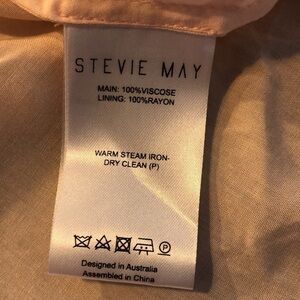 STEVIE MAY
MAIN: 100%VISCOSE
LINING: 100%RAYON
WARM STEAM IRON-
DRY CLEAN (P)
P
Designed in Australia
Assembled in China